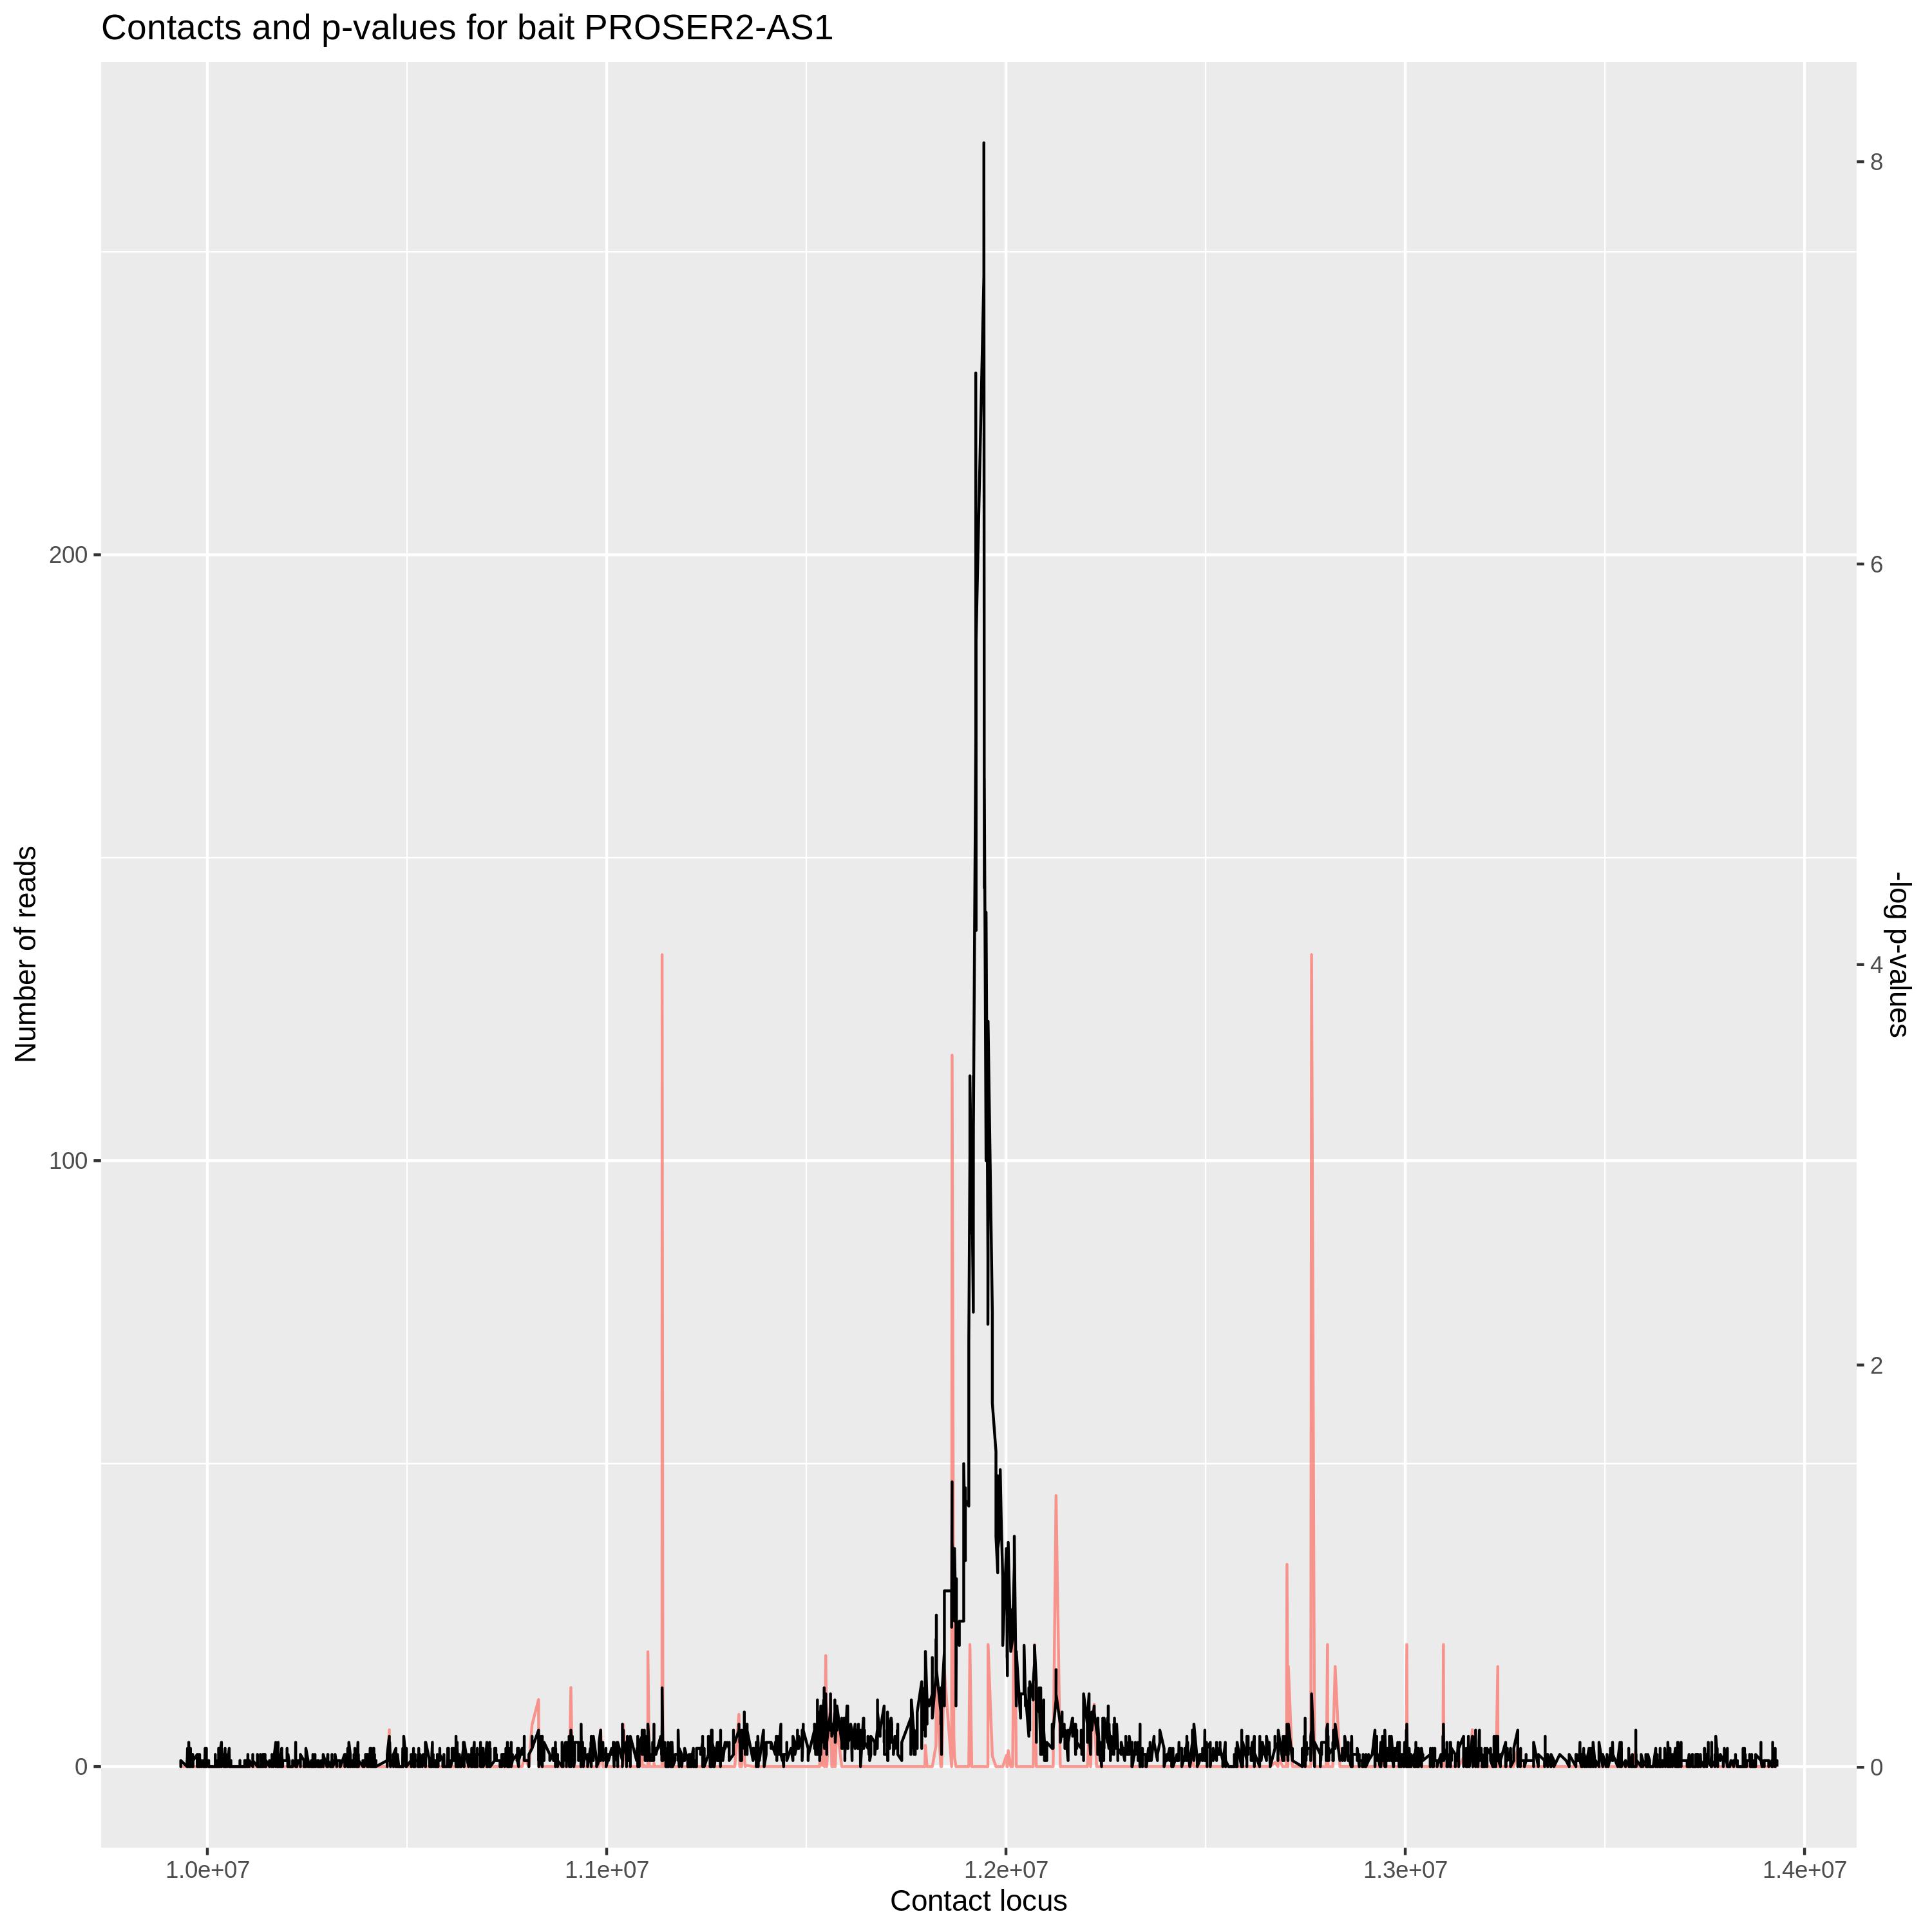 Contacts and p-values for bait PROSER2-AS1
8
200
6
Number of reads
-log p-values
4
100
2
0
0
1.0e+07
1.1e+07
1.2e+07
1.3e+07
1.4e+07
Contact locus